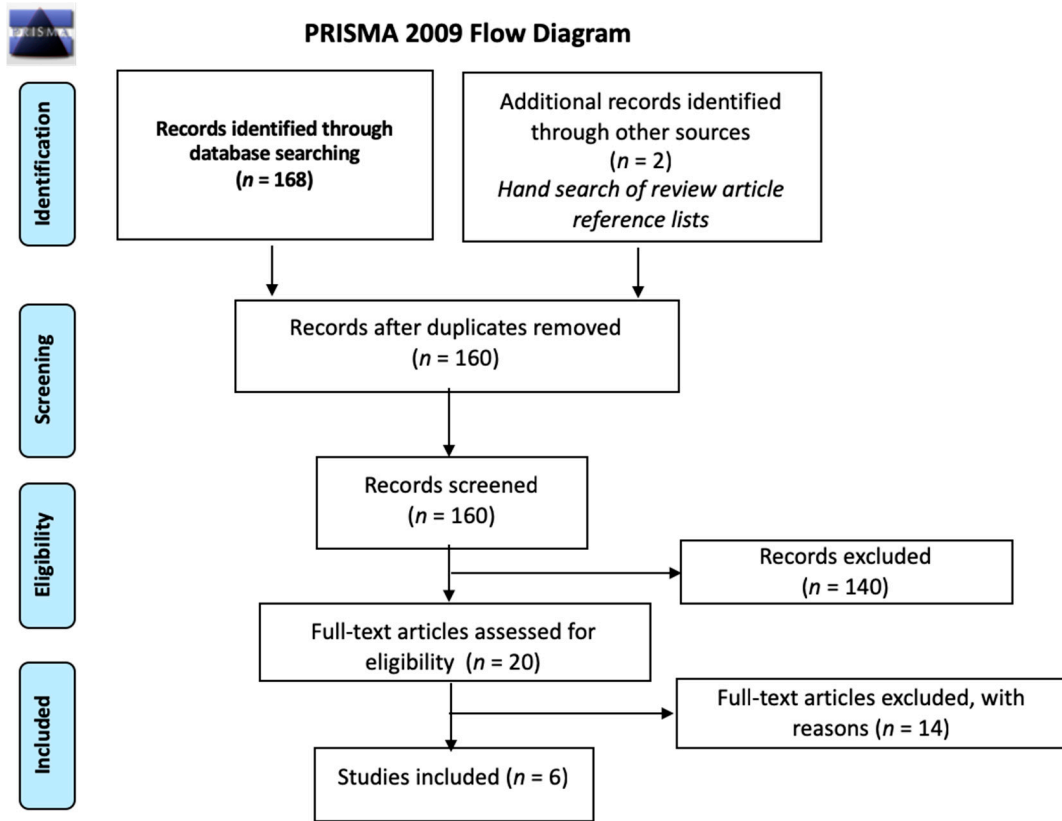 PRISMA
PRISMA 2009 Flow Diagram
Identification
Records identified through
database searching
(n = 168)
Additional records identified
through other sources
(n = 2)
Hand search of review article
reference lists
Screening
Records after duplicates removed
(n = 160)
Records screened
(n = 160)
Eligibility
Records excluded
(n = 140)
Full-text articles assessed for
eligibility (n = 20)
Included
Full-text articles excluded, with
reasons (n = 14)
Studies included (n = 6)